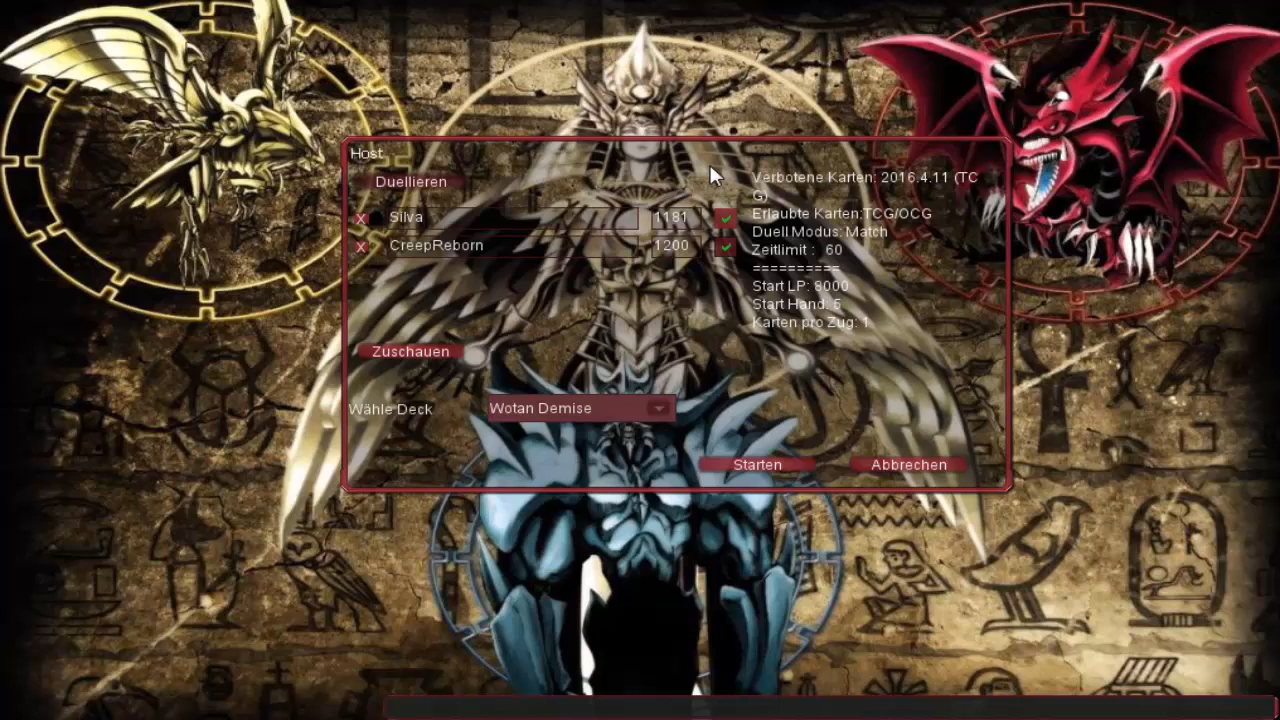 Host
Duellieren
X Silva 1181
X CreepReborn 1200
Verbotene Karten: 2016.4.11 (TC
G)
Erlaubte Karten:TCG/OCG
Duell Modus: Match
Zeitlimit : 60
==========
Start LP: 8000
Start Hand: 5
Karten pro Zug: 1
Zuschauen
Wähle Deck Wotan Demise
Starten Abbrechen